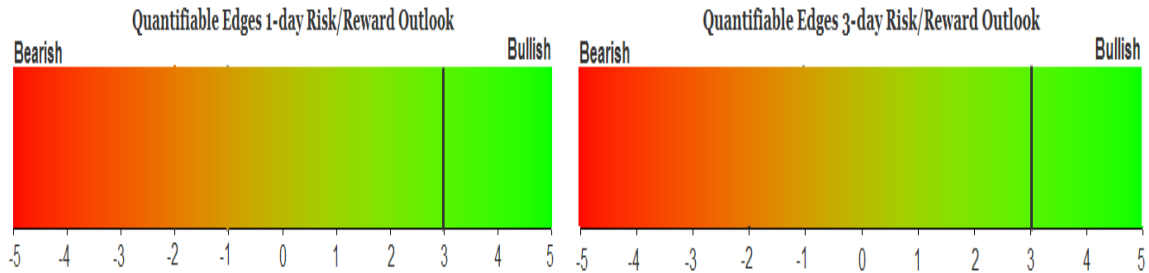 Quantifiable Edges 1-day Risk/Reward Outlook
Bearish Bullish
-5 -4 -3 -2 -1 0 1 2 3 4 5
Quantifiable Edges 3-day Risk/Reward Outlook
Bearish Bullish
-5 -4 -3 -2 -1 0 1 2 3 4 5